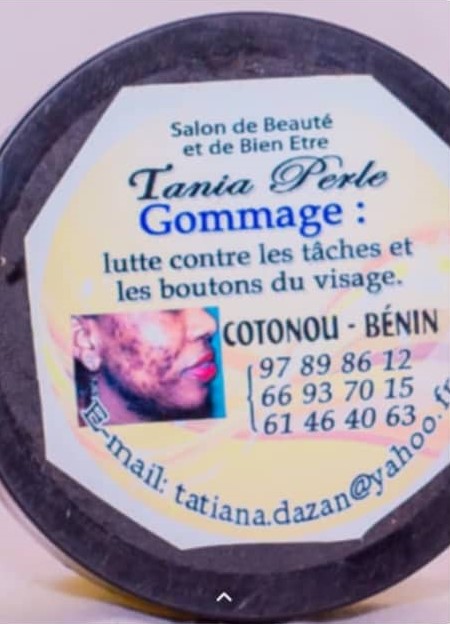 Salon de Beauté
et de Bien Etre
Tania Perle
Gommage :
lutte contre les tâches et
les boutons du visage.
COTONOU - BÉNIN
97 89 86 12
66 93 70 15
61 46 40 63
E-mail: tatiana.dazan@yahoo.fr